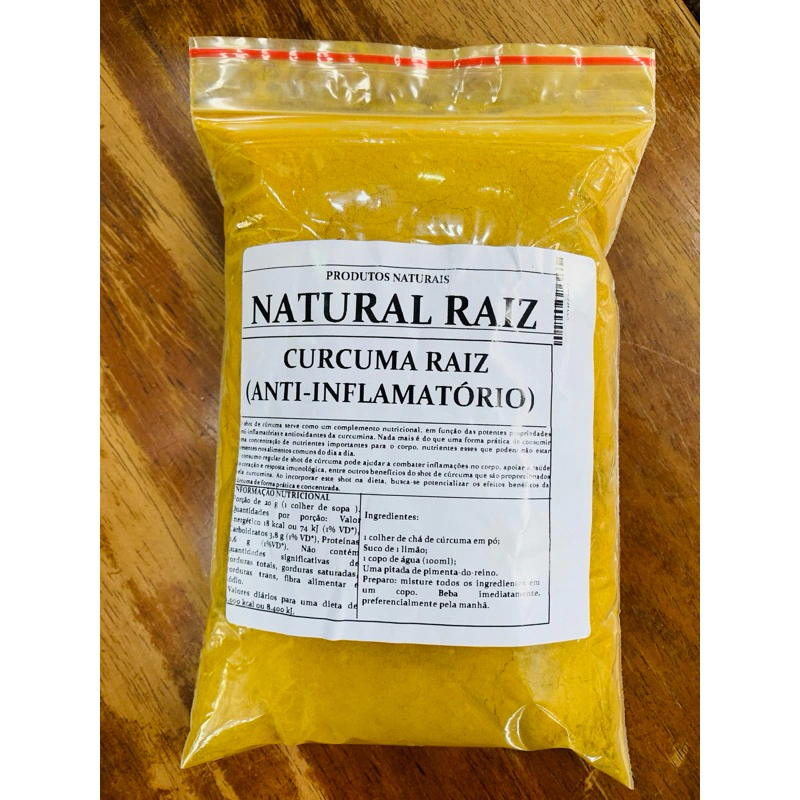 PRODUTOS NATURAIS
NATURAL RAIZ
CURCUMA RAIZ
(ANTI-INFLAMATÓRIO)
shot de cúrcuma serve como um complemento nutricional, em função das potentes propriedades
anti-inflamatórias e antioxidantes da curcumina. Nada mais é do que uma forma prática de consumir
uma concentração de nutrientes importantes para o corpo, nutrientes esses que podem não estar
nos alimentos comuns do dia a dia.
consumo regular de shot de cúrcuma pode ajudar a combater inflamações no corpo, apoiar a saúde
coração e resposta imunológica, entre outros benefícios do shot de cúrcuma que são proporcionados
pela curcumina. Ao incorporar este shot na dieta, busca-se potencializar os efeitos benéficos da
cúrcuma de forma prática e concentrada.
INFORMAÇÃO NUTRICIONAL
Porção de 20 g (1 colher de sopa ).
Quantidades por porção: Valor
energético 18 kcal ou 74 kJ (1% VD*),
Carboidratos 3,8 g (1% VD*), Proteínas
0,6 g (1%VD*). Não contém
quantidades significativas de
gorduras totais, gorduras saturadas,
gorduras trans, fibra alimentar e
sódio.
Valores diários para uma dieta de
2.000 kcal ou 8.400 kJ.
Ingredientes:
1 colher de chá de cúrcuma em pó;
Suco de 1 limão;
1 copo de água (100ml);
Uma pitada de pimenta-do-reino.
Preparo: misture todos os ingredientes em
um copo. Beba imediatamente,
preferencialmente pela manhã.